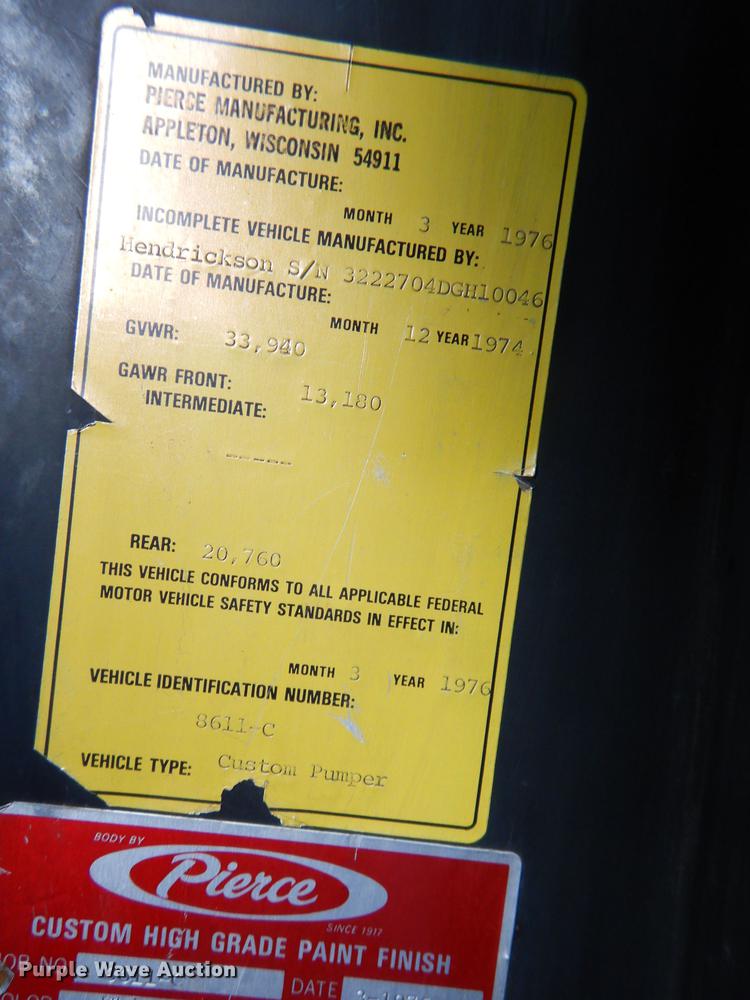 MANUFACTURED BY:
PIERCE MANUFACTURING, INC.
APPLETON, WISCONSIN 54911
DATE OF MANUFACTURE:
MONTH 3 YEAR 1976
INCOMPLETE VEHICLE MANUFACTURED BY:
Hendrickson S/N 3222704DGH10046
DATE OF MANUFACTURE:
MONTH 12 YEAR 1974
GVWR: 33,940
GAWR FRONT: 13,180
INTERMEDIATE:
-----
REAR: 20,760
THIS VEHICLE CONFORMS TO ALL APPLICABLE FEDERAL
MOTOR VEHICLE SAFETY STANDARDS IN EFFECT IN:
MONTH 3 YEAR 1976
VEHICLE IDENTIFICATION NUMBER:
8611-C
VEHICLE TYPE: Custom Pumper
BODY BY
Pierce
SINCE 1917
CUSTOM HIGH GRADE PAINT FINISH
DATE
Purple Wave Auction